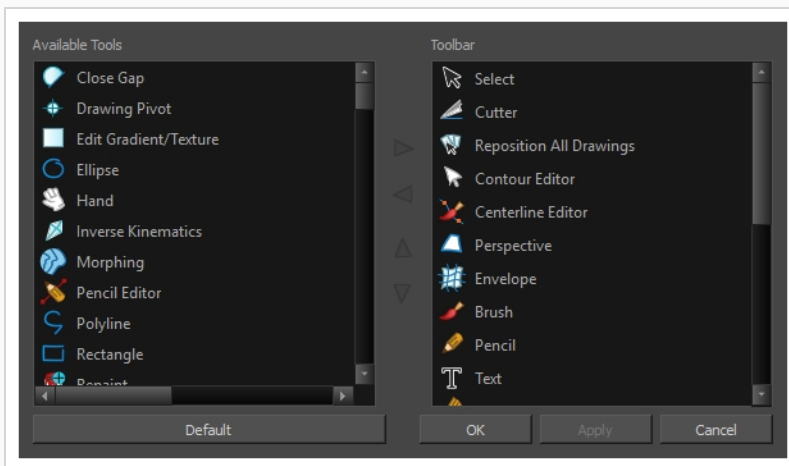 Available Tools
Close Gap
Drawing Pivot
Edit Gradient/Texture
Ellipse
Hand
Inverse Kinematics
Morphing
Pencil Editor
Polyline
Rectangle
Repaint
Default
Toolbar
Select
Cutter
Reposition All Drawings
Contour Editor
Centerline Editor
Perspective
Envelope
Brush
Pencil
Text
OK
Apply
Cancel